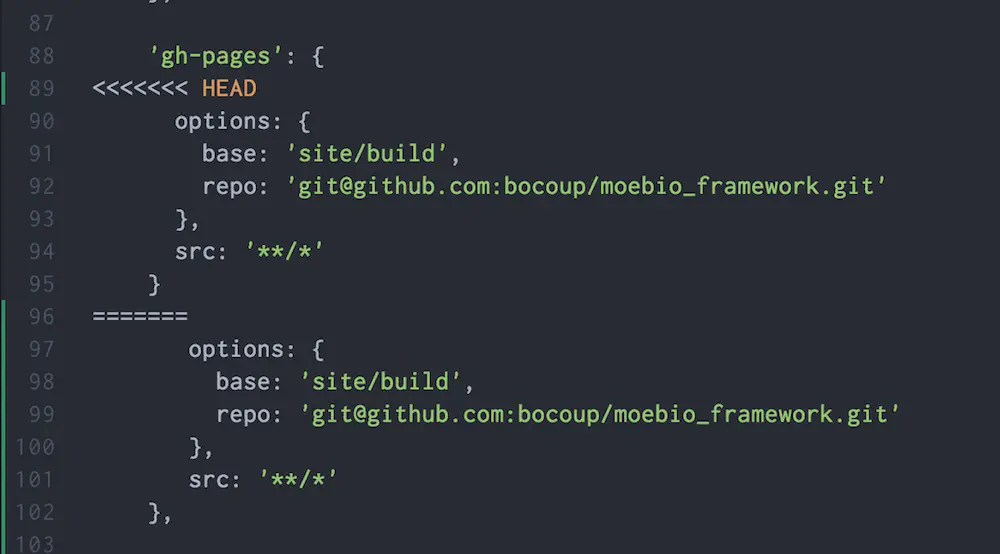 87
88 'gh-pages': {
89 <<<<<<< HEAD
90 options: {
91 base: 'site/build',
92 repo: 'git@github.com:bocoup/moebio_framework.git'
93 },
94 src: '**/*'
95 }
96 =======
97 options: {
98 base: 'site/build',
99 repo: 'git@github.com:bocoup/moebio_framework.git'
100 },
101 src: '**/*'
102 },
103